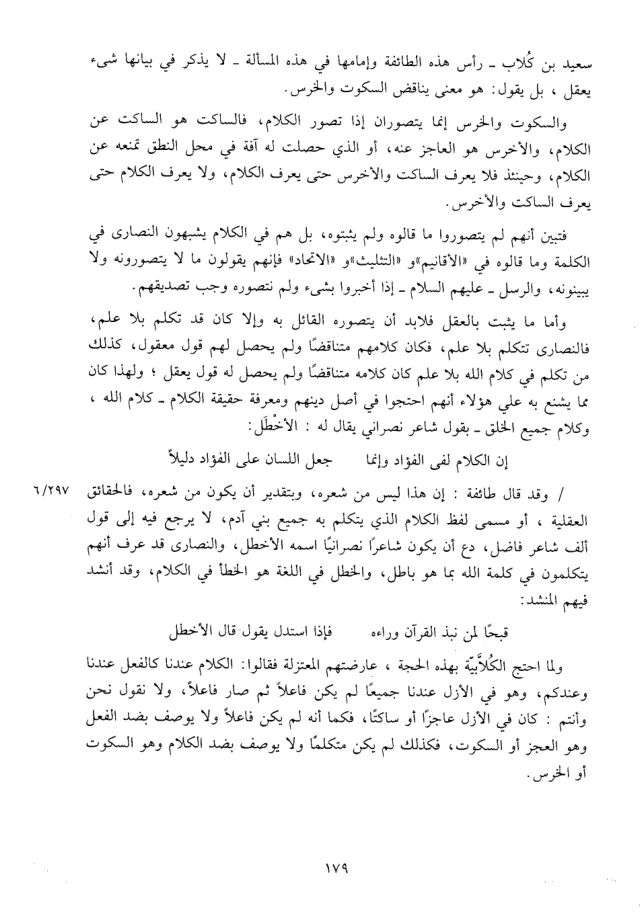 سعيد بن كُلاب ـ رأس هذه الطائفة وإمامها في هذه المسألة ـ لا يذكر في بيانها شىء
يعقل ، بل يقول: هو معنى يناقض السكوت والخرس.
والسكوت والخرس إنما يتصوران إذا تصور الكلام، فالساكت هو الساكت عن
الكلام، والأخرس هو العاجز عنه، أو الذي حصلت له آفة في محل النطق تمنعه عن
الكلام، وحينئذ فلا يعرف الساكت والأخرس حتى يعرف الكلام، ولا يعرف الكلام حتى
يعرف الساكت والأخرس.
فتبين أنهم لم يتصوروا ما قالوه ولم يثبتوه، بل هم في الكلام يشبهون النصارى في
الكلمة وما قالوه في «الأقانيم»و «التثليث»و «الاتحاد» فإنهم يقولون ما لا يتصورونه ولا
يبينونه، والرسل ـ عليهم السلام ـ إذا أخبروا بشىء ولم نتصوره وجب تصديقهم.
وأما ما يثبت بالعقل فلابد أن يتصوره القائل به وإلا كان قد تكلم بلا علم،
فالنصارى تتكلم بلا علم، فكان كلامهم متناقضًا ولم يحصل لهم قول معقول، كذلك
من تكلم في كلام الله بلا علم كان كلامه متناقضًا ولم يحصل له قول يعقل ؛ ولهذا كان
مما يشنع به علي هؤلاء أنهم احتجوا في أصل دينهم ومعرفة حقيقة الكلام ـ كلام الله ،
وكلام جميع الخلق ـ بقول شاعر نصراني يقال له : الأخْطَل:
إن الكلام لفى الفؤاد وإنما جعل اللسان على الفؤاد دليلاً
/ وقد قال طائفة : إن هذا ليس من شعره، وبتقدير أن يكون من شعره، فالحقائق ٦/٢٩٧
العقلية ، أو مسمى لفظ الكلام الذي يتكلم به جميع بني آدم، لا يرجع فيه إلى قول
ألف شاعر فاضل، دع أن يكون شاعرًا نصرانيًا اسمه الأخطل، والنصارى قد عرف أنهم
يتكلمون في كلمة الله بما هو باطل، والخطل في اللغة هو الخطأ في الكلام، وقد أنشد
فيهم المنشد:
قبحًا لمن نبذ القرآن وراءه فإذا استدل يقول قال الأخطل
ولما احتج الكُلاَّبيَّة بهذه الحجة ، عارضتهم المعتزلة فقالوا: الكلام عندنا كالفعل عندنا
وعندكم، وهو في الأزل عندنا جميعًا لم يكن فاعلاً ثم صار فاعلاً، ولا نقول نحن
وأنتم : كان في الأزل عاجزًا أو ساكتًا، فكما أنه لم يكن فاعلاً ولا يوصف بضد الفعل
وهو العجز أو السكوت، فكذلك لم يكن متكلمًا ولا يوصف بضد الكلام وهو السكوت
أو الخرس.
١٧٩